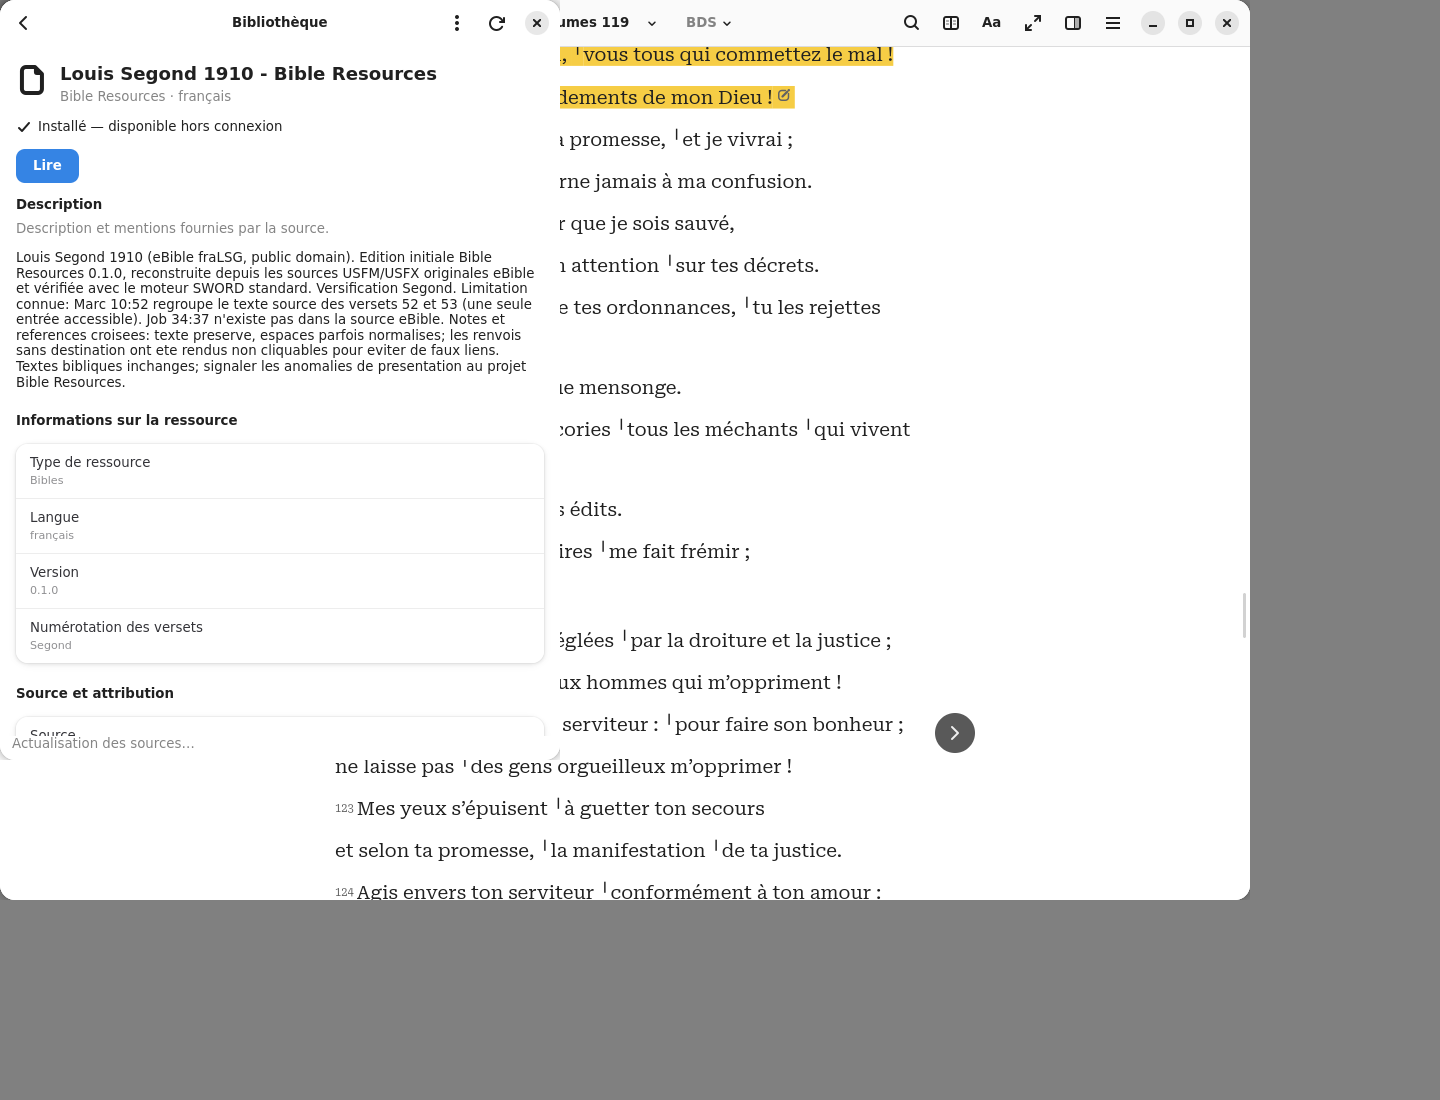 Bibliothèque
Louis Segond 1910 - Bible Resources
Bible Resources · français
Installé — disponible hors connexion
Lire
Description
Description et mentions fournies par la source.
Louis Segond 1910 (eBible fraLSG, public domain). Edition initiale Bible
Resources 0.1.0, reconstruite depuis les sources USFM/USFX originales eBible
et vérifiée avec le moteur SWORD standard. Versification Segond. Limitation
connue: Marc 10:52 regroupe le texte source des versets 52 et 53 (une seule
entrée accessible). Job 34:37 n'existe pas dans la source eBible. Notes et
references croisees: texte preserve, espaces parfois normalises; les renvois
sans destination ont ete rendus non cliquables pour eviter de faux liens.
Textes bibliques inchanges; signaler les anomalies de presentation au projet
Bible Resources.
Informations sur la ressource
Type de ressource
Bibles
Langue
français
Version
0.1.0
Numérotation des versets
Segond
Source et attribution
Source
Actualisation des sources…
umes 119
BDS
Aa
, ╵vous tous qui commettez le mal !
dements de mon Dieu !
a promesse, ╵et je vivrai ;
rne jamais à ma confusion.
r que je sois sauvé,
n attention ╵sur tes décrets.
e tes ordonnances, ╵tu les rejettes
ue mensonge.
cories ╵tous les méchants ╵qui vivent
s édits.
ires ╵me fait frémir ;
églées ╵par la droiture et la justice ;
ux hommes qui m’oppriment !
serviteur : ╵pour faire son bonheur ;
ne laisse pas ╵des gens orgueilleux m’opprimer !
123 Mes yeux s’épuisent ╵à guetter ton secours
et selon ta promesse, ╵la manifestation ╵de ta justice.
124 Agis envers ton serviteur ╵conformément à ton amour :